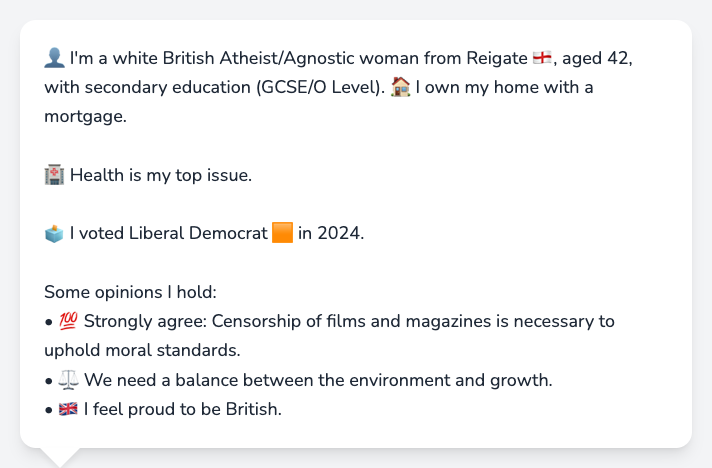 👤 I'm a white British Atheist/Agnostic woman from Reigate 🏴󠁧󠁢󠁥󠁮󠁧󠁿, aged 42,
with secondary education (GCSE/O Level). 🏠 I own my home with a
mortgage.
🏥 Health is my top issue.
🗳️ I voted Liberal Democrat 🟧 in 2024.
Some opinions I hold:
• 💯 Strongly agree: Censorship of films and magazines is necessary to
uphold moral standards.
• ⚖️ We need a balance between the environment and growth.
• 🇬🇧 I feel proud to be British.